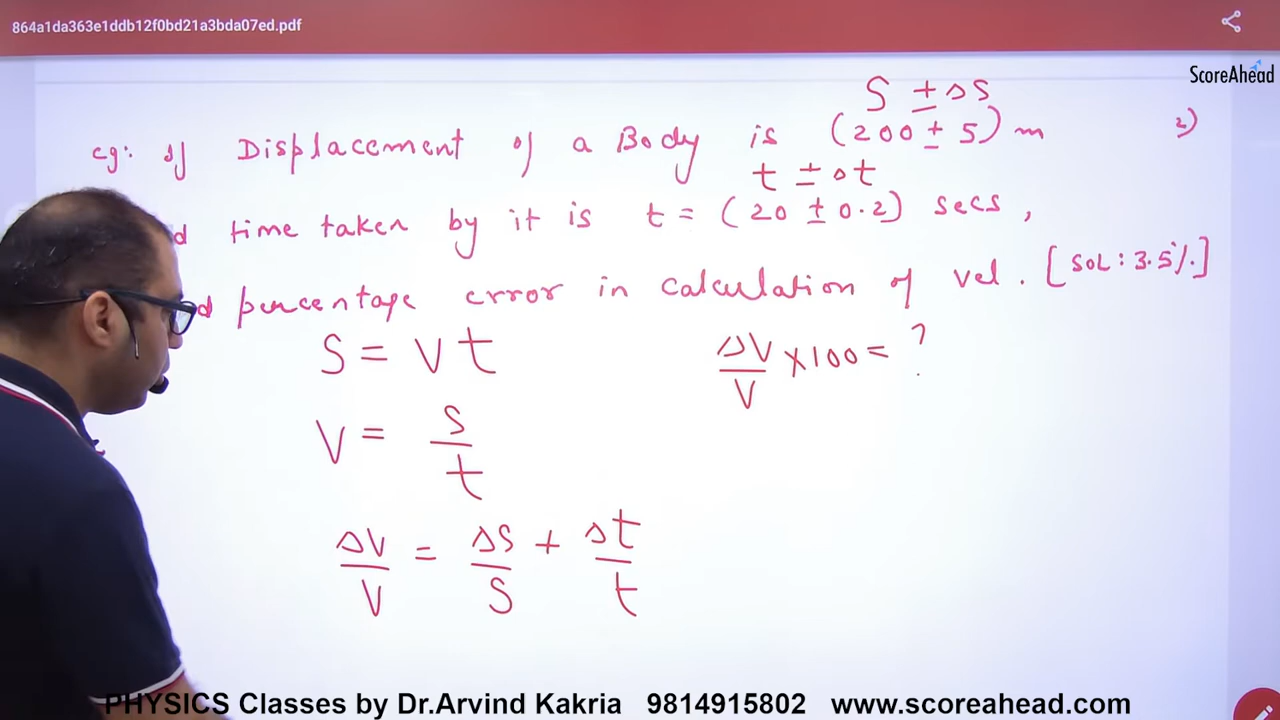 864a1da363e1ddb12f0bd21a3bda07ed.pdf
ScoreAhead
S ± ΔS
eg: If Displacement of a Body is (200 ± 5) m
2)
t ± Δt
d time taken by it is t = (20 ± 0.2) secs,
d percentage error in calculation of vel. [SOL: 3.5%]
S = v t
ΔV/V × 100 = ?
V = s/t
ΔV/V = ΔS/S + Δt/t
PHYSICS Classes by Dr.Arvind Kakria 9814915802 www.scoreahead.com